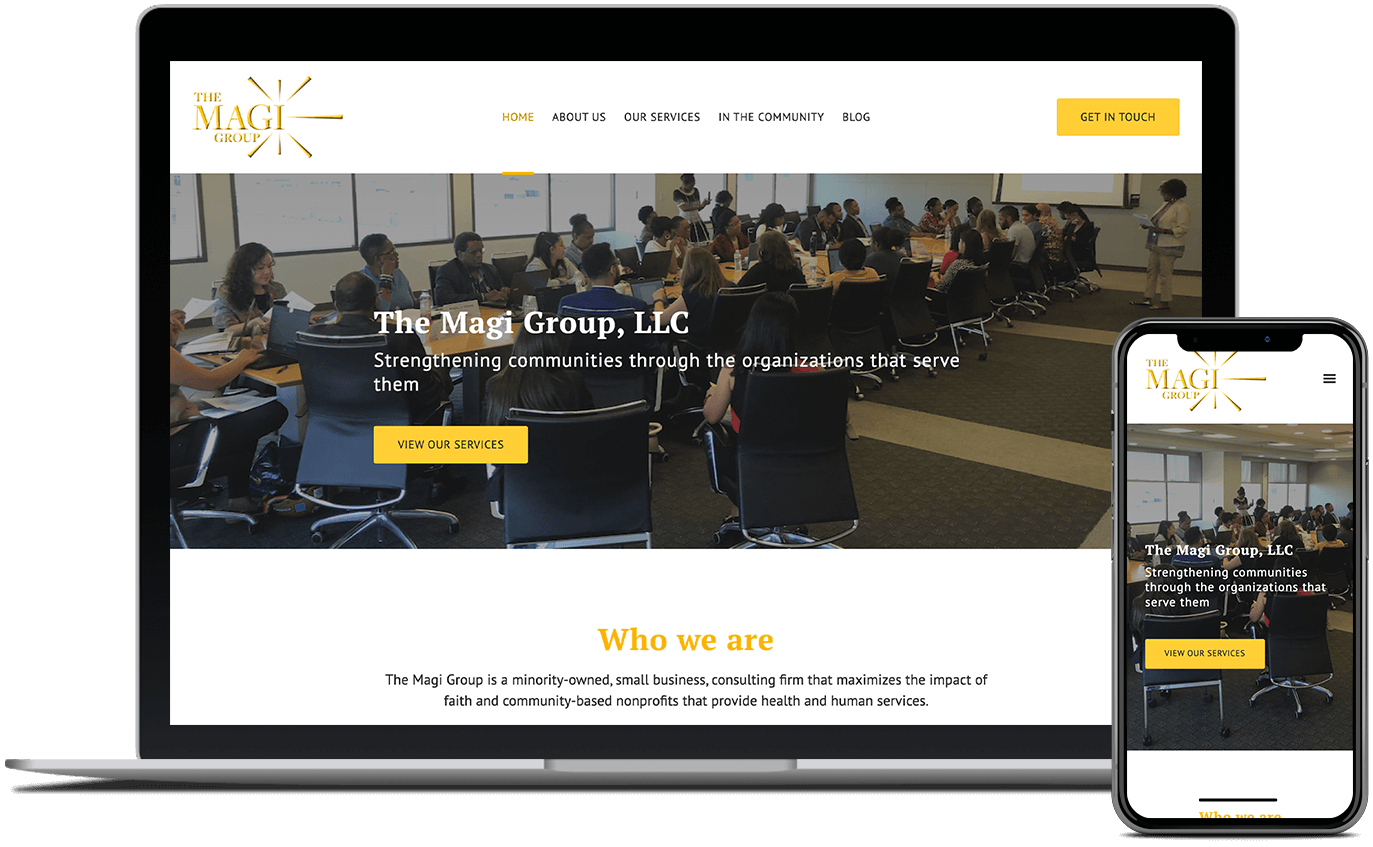 THE
MAGI
GROUP
HOME ABOUT US OUR SERVICES IN THE COMMUNITY BLOG
GET IN TOUCH
The Magi Group, LLC
Strengthening communities through the organizations that serve
them
VIEW OUR SERVICES
Who we are
The Magi Group is a minority-owned, small business, consulting firm that maximizes the impact of
faith and community-based nonprofits that provide health and human services.
THE
MAGI
GROUP
The Magi Group, LLC
Strengthening communities
through the organizations that
serve them
VIEW OUR SERVICES
Who we are